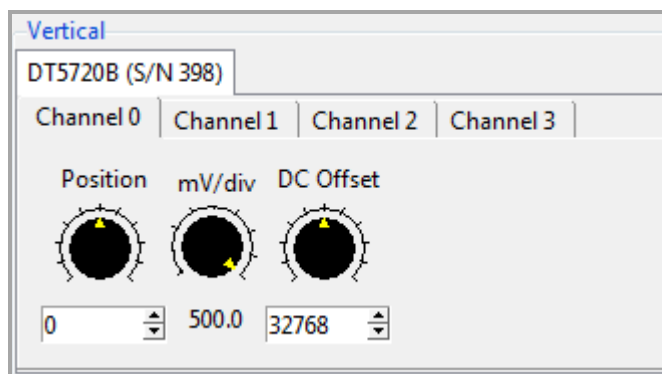 Vertical
DT5720B (S/N 398)
Channel 0 Channel 1 Channel 2 Channel 3
Position mV/div DC Offset
0 500.0 32768